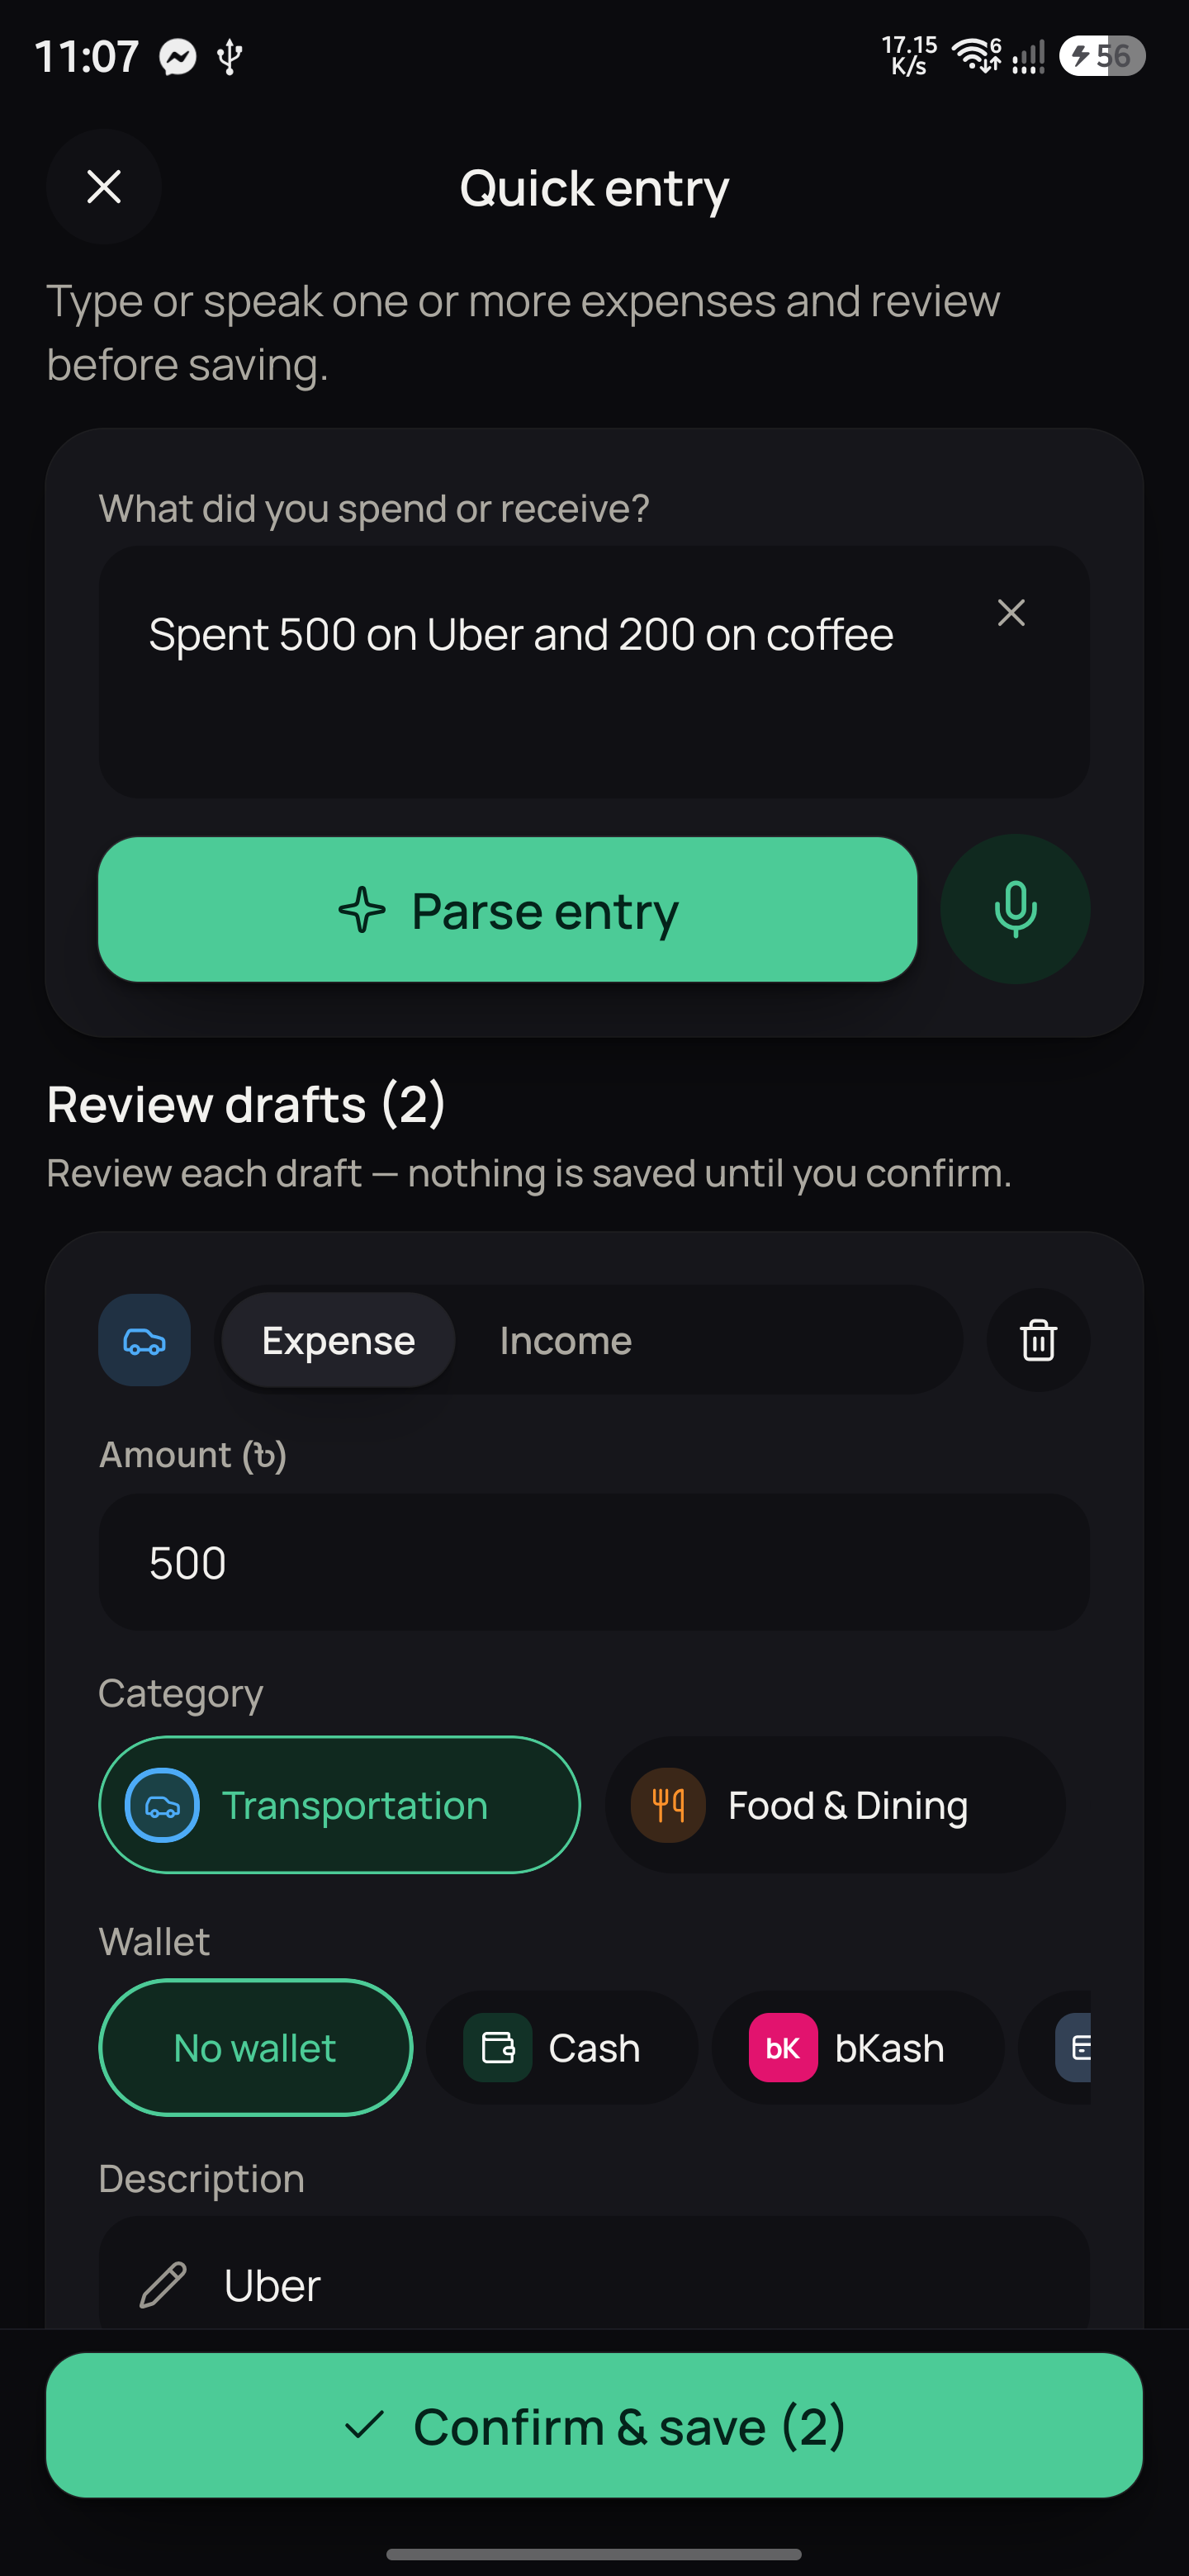 11:07
17.15
K/s
6
56
Quick entry
Type or speak one or more expenses and review
before saving.
What did you spend or receive?
Spent 500 on Uber and 200 on coffee
Parse entry
Review drafts (2)
Review each draft — nothing is saved until you confirm.
Expense Income
Amount (৳)
500
Category
Transportation Food & Dining
Wallet
No wallet Cash bK bKash
Description
Uber
Confirm & save (2)